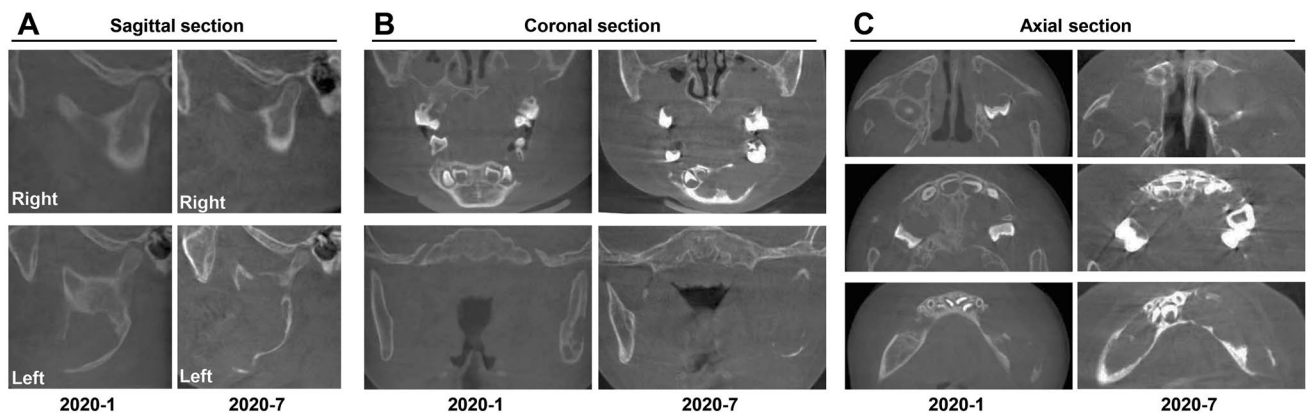 A Sagittal section
B Coronal section
C Axial section
Right
Right
Left
Left
2020-1 2020-7
2020-1 2020-7
2020-1 2020-7